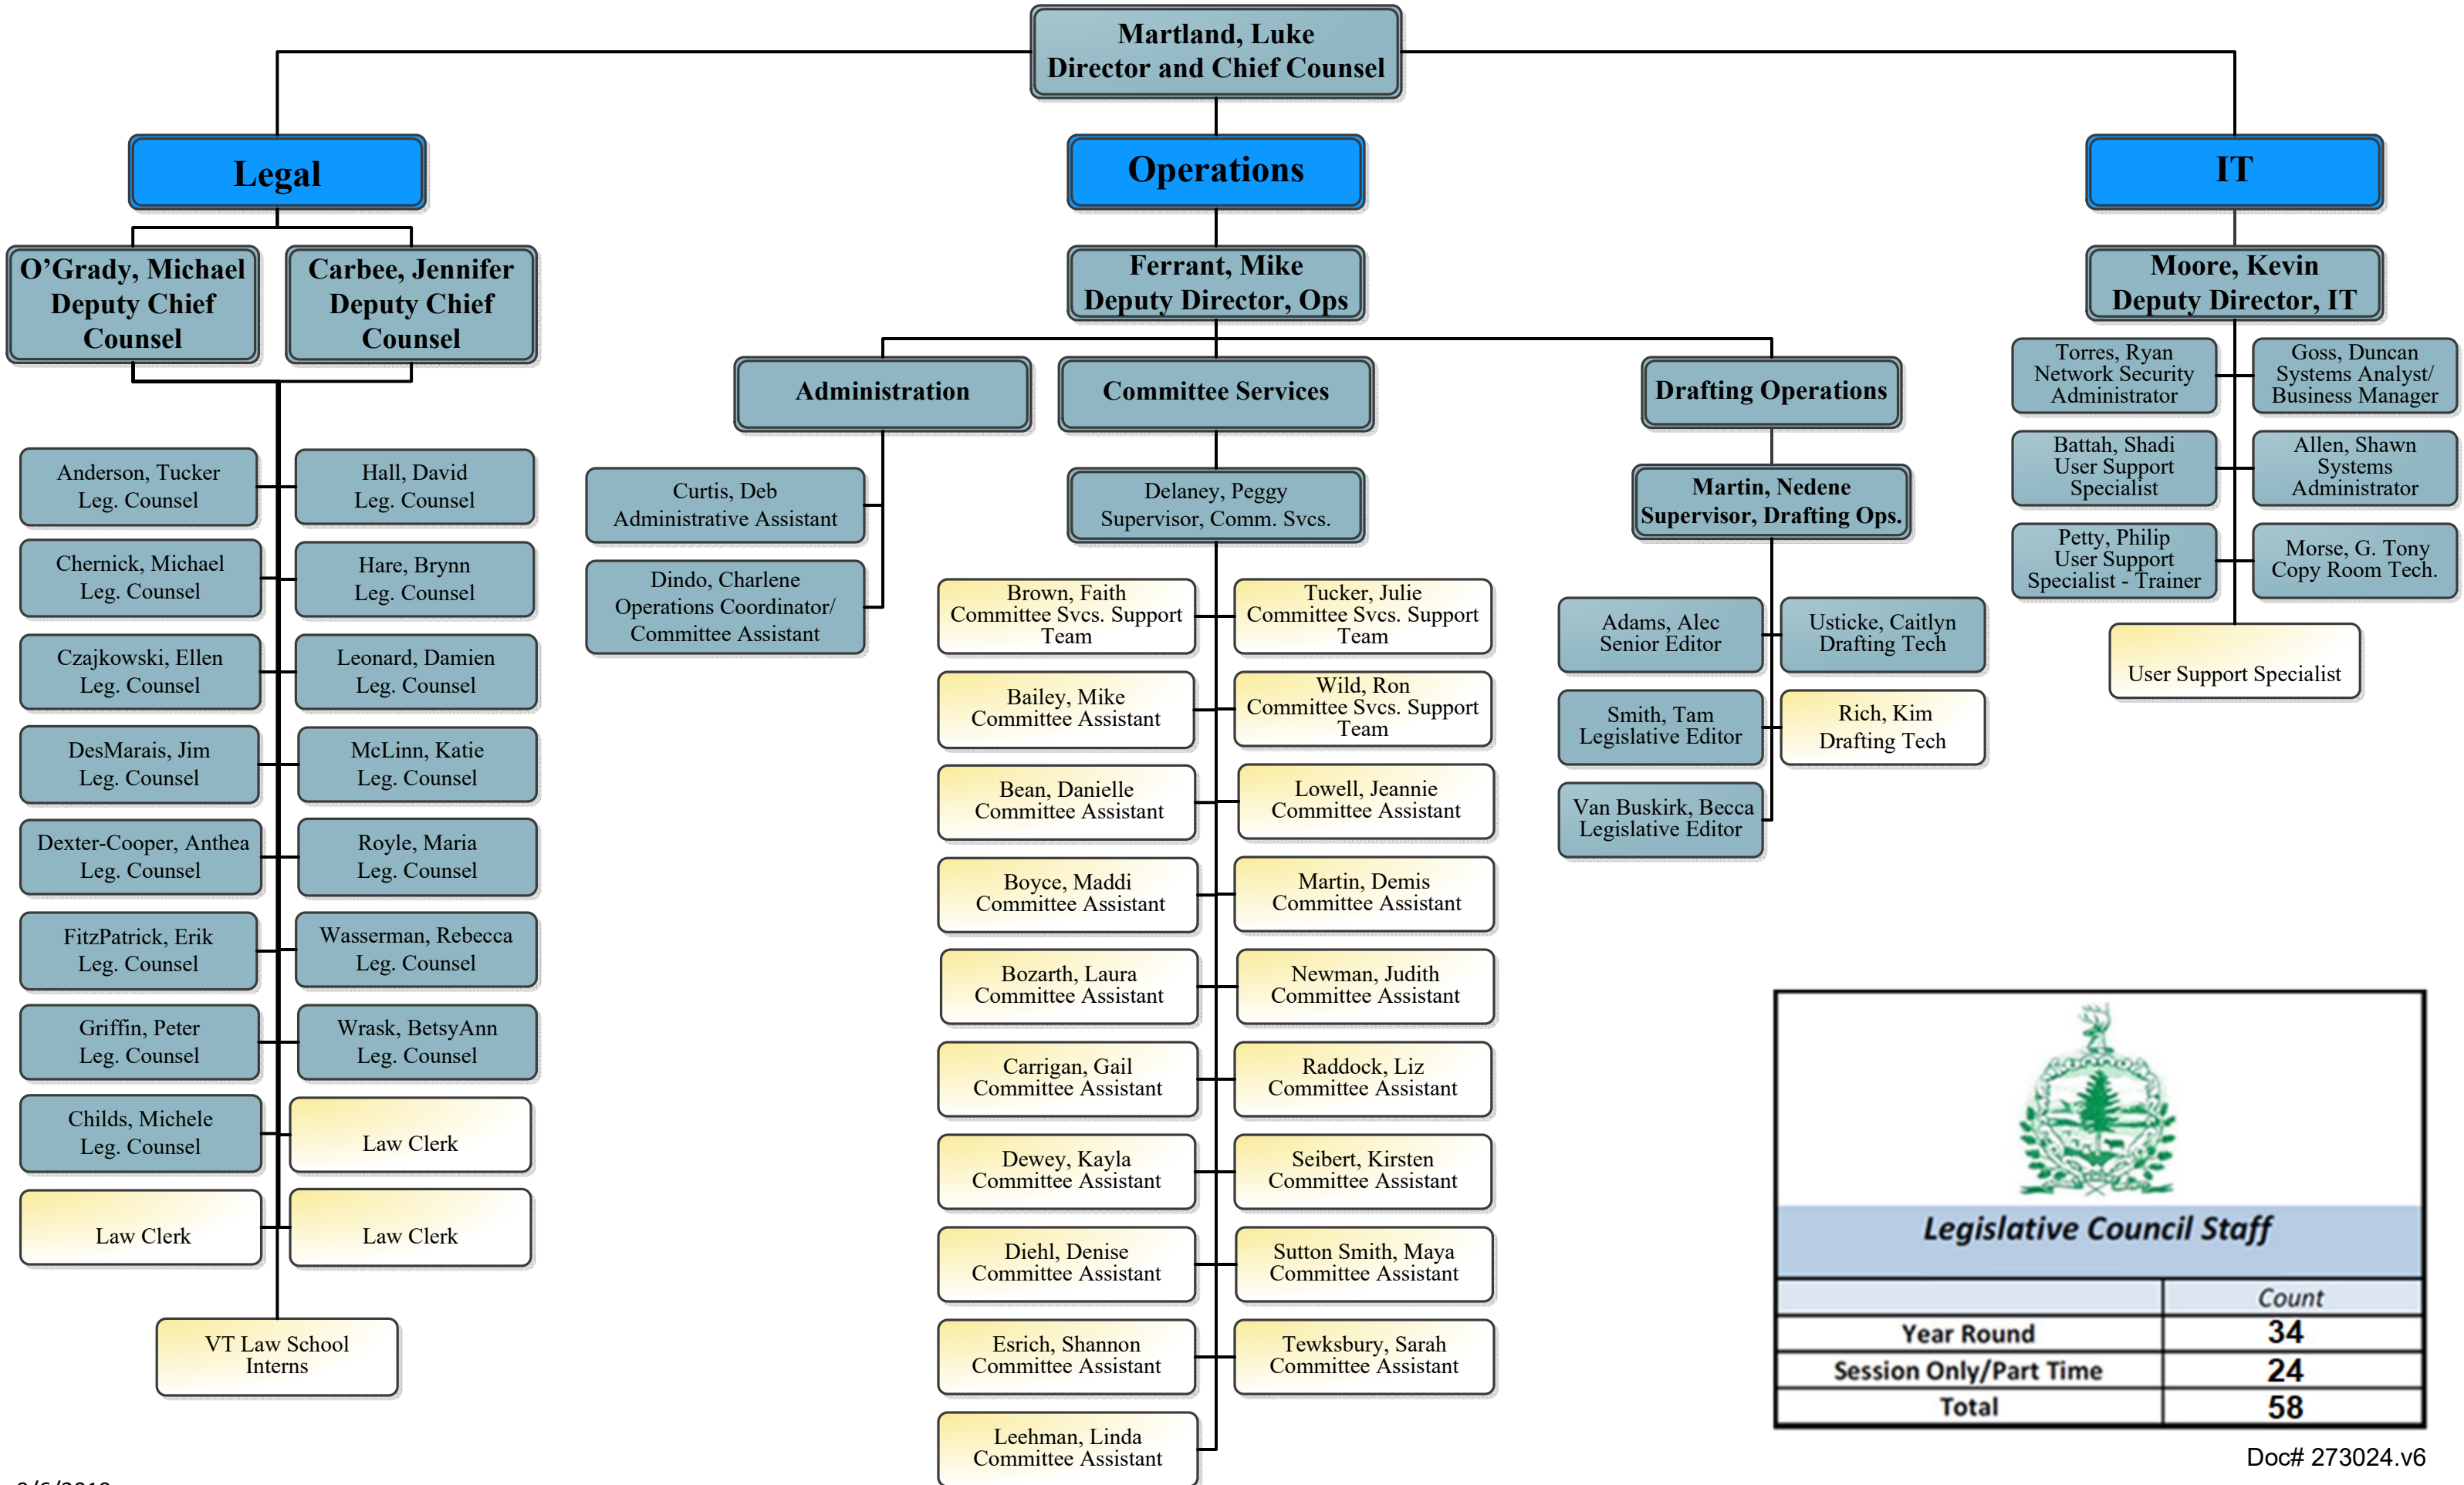 Martland, Luke
Director and Chief Counsel
Legal
Operations
IT
O’Grady, Michael
Deputy Chief
Counsel
Carbee, Jennifer
Deputy Chief
Counsel
Ferrant, Mike
Deputy Director, Ops
Moore, Kevin
Deputy Director, IT
Anderson, Tucker
Leg. Counsel
Hall, David
Leg. Counsel
Chernick, Michael
Leg. Counsel
Hare, Brynn
Leg. Counsel
Czajkowski, Ellen
Leg. Counsel
Leonard, Damien
Leg. Counsel
DesMarais, Jim
Leg. Counsel
McLinn, Katie
Leg. Counsel
Dexter-Cooper, Anthea
Leg. Counsel
Royle, Maria
Leg. Counsel
FitzPatrick, Erik
Leg. Counsel
Wasserman, Rebecca
Leg. Counsel
Griffin, Peter
Leg. Counsel
Wrask, BetsyAnn
Leg. Counsel
Childs, Michele
Leg. Counsel
Law Clerk
Law Clerk
Law Clerk
VT Law School
Interns
Administration
Curtis, Deb
Administrative Assistant
Dindo, Charlene
Operations Coordinator/
Committee Assistant
Committee Services
Delaney, Peggy
Supervisor, Comm. Svcs.
Brown, Faith
Committee Svcs. Support
Team
Tucker, Julie
Committee Svcs. Support
Team
Bailey, Mike
Committee Assistant
Wild, Ron
Committee Svcs. Support
Team
Bean, Danielle
Committee Assistant
Lowell, Jeannie
Committee Assistant
Boyce, Maddi
Committee Assistant
Martin, Demis
Committee Assistant
Bozarth, Laura
Committee Assistant
Newman, Judith
Committee Assistant
Carrigan, Gail
Committee Assistant
Raddock, Liz
Committee Assistant
Dewey, Kayla
Committee Assistant
Seibert, Kirsten
Committee Assistant
Diehl, Denise
Committee Assistant
Sutton Smith, Maya
Committee Assistant
Esrich, Shannon
Committee Assistant
Tewksbury, Sarah
Committee Assistant
Leehman, Linda
Committee Assistant
Drafting Operations
Martin, Nedene
Supervisor, Drafting Ops.
Adams, Alec
Senior Editor
Usticke, Caitlyn
Drafting Tech
Smith, Tam
Legislative Editor
Rich, Kim
Drafting Tech
Van Buskirk, Becca
Legislative Editor
Torres, Ryan
Network Security
Administrator
Goss, Duncan
Systems Analyst/
Business Manager
Battah, Shadi
User Support
Specialist
Allen, Shawn
Systems
Administrator
Petty, Philip
User Support
Specialist - Trainer
Morse, G. Tony
Copy Room Tech.
User Support Specialist
Legislative Council Staff
Count
Year Round 34
Session Only/Part Time 24
Total 58
Doc# 273024.v6